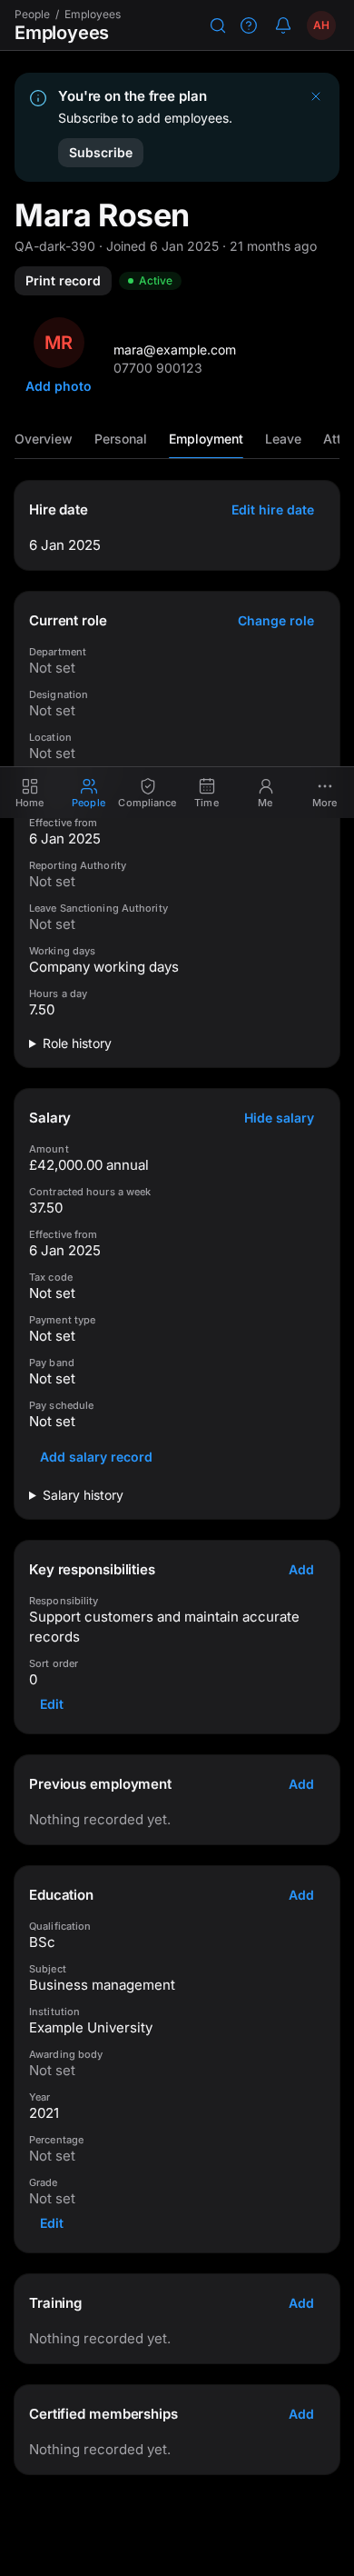 People / Employees
Employees
AH
You're on the free plan
Subscribe to add employees.
Subscribe
Mara Rosen
QA-dark-390 · Joined 6 Jan 2025 · 21 months ago
Print record
Active
MR
Add photo
mara@example.com
07700 900123
Overview Personal Employment Leave Att
Hire date Edit hire date
6 Jan 2025
Current role Change role
Department
Not set
Designation
Not set
Location
Not set
Home People Compliance Time Me More
Effective from
6 Jan 2025
Reporting Authority
Not set
Leave Sanctioning Authority
Not set
Working days
Company working days
Hours a day
7.50
Role history
Salary Hide salary
Amount
£42,000.00 annual
Contracted hours a week
37.50
Effective from
6 Jan 2025
Tax code
Not set
Payment type
Not set
Pay band
Not set
Pay schedule
Not set
Add salary record
Salary history
Key responsibilities Add
Responsibility
Support customers and maintain accurate
records
Sort order
0
Edit
Previous employment Add
Nothing recorded yet.
Education Add
Qualification
BSc
Subject
Business management
Institution
Example University
Awarding body
Not set
Year
2021
Percentage
Not set
Grade
Not set
Edit
Training Add
Nothing recorded yet.
Certified memberships Add
Nothing recorded yet.